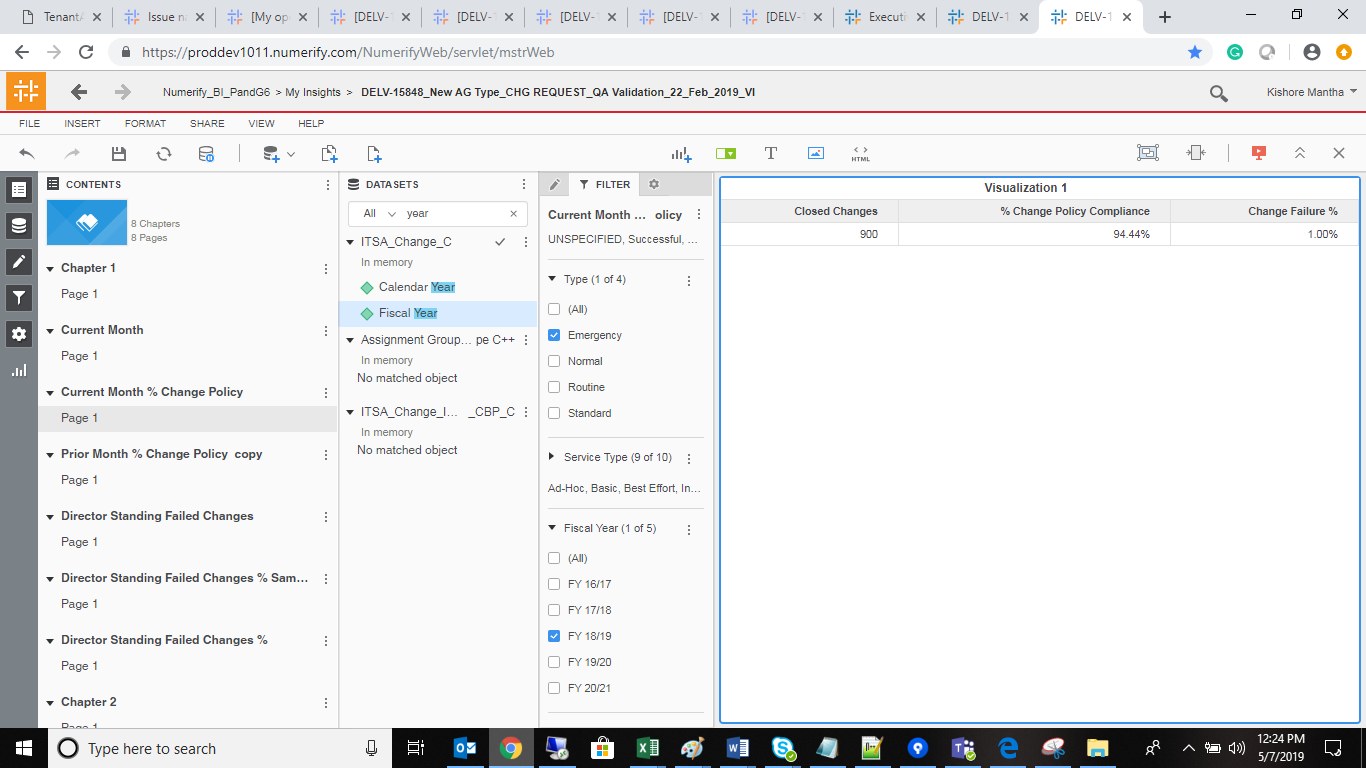 TenantA
Issue na
[My op
[DELV-1
[DELV-1
[DELV-1
[DELV-1
[DELV-1
Executi
DELV-1
DELV-1
https://proddev1011.numerify.com/NumerifyWeb/servlet/mstrWeb
Numerify_BI_PandG6 > My Insights > DELV-15848_New AG Type_CHG REQUEST_QA Validation_22_Feb_2019_VI
Kishore Mantha
FILE INSERT FORMAT SHARE VIEW HELP
HTML
CONTENTS
8 Chapters
8 Pages
Chapter 1
Page 1
Current Month
Page 1
Current Month % Change Policy
Page 1
Prior Month % Change Policy copy
Page 1
Director Standing Failed Changes
Page 1
Director Standing Failed Changes % Sam...
Page 1
Director Standing Failed Changes %
Page 1
Chapter 2
Page 1
DATASETS
All year
ITSA_Change_C
In memory
Calendar Year
Fiscal Year
Assignment Group... pe C++
In memory
No matched object
ITSA_Change_I... _CBP_C
In memory
No matched object
FILTER
Current Month ... olicy
UNSPECIFIED, Successful, ...
Type (1 of 4)
(All)
Emergency
Normal
Routine
Standard
Service Type (9 of 10)
Ad-Hoc, Basic, Best Effort, In...
Fiscal Year (1 of 5)
(All)
FY 16/17
FY 17/18
FY 18/19
FY 19/20
FY 20/21
Visualization 1
Closed Changes % Change Policy Compliance Change Failure %
900 94.44% 1.00%
Type here to search
12:24 PM
5/7/2019